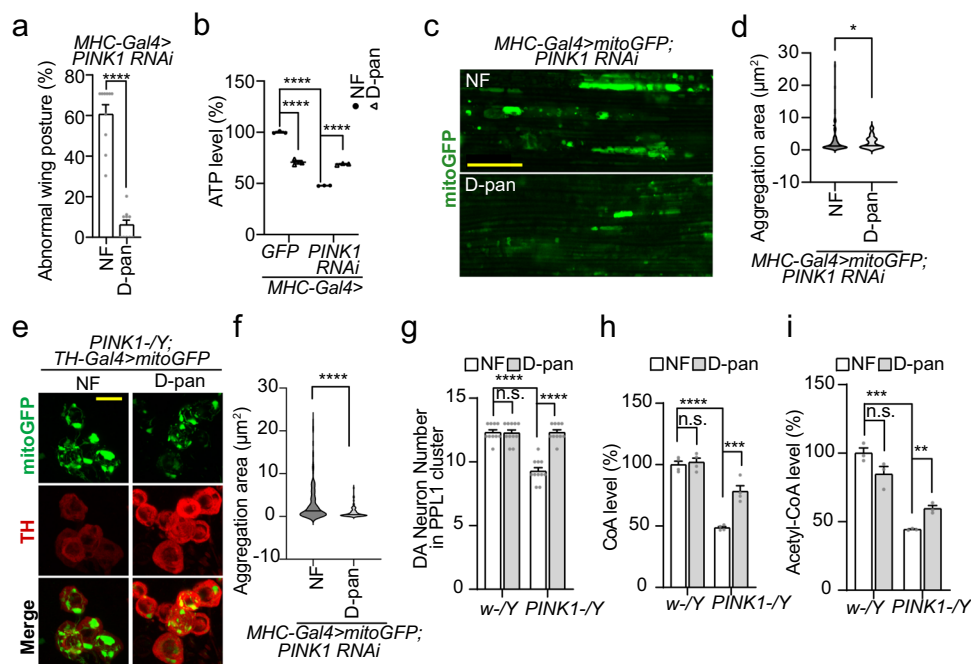 a
MHC-Gal4>
PINK1 RNAi
****
Abnormal wing posture (%)
80
60
40
20
0
NF
D-pan
b
NF
D-pan
****
****
****
ATP level (%)
150
100
50
0
GFP
PINK1
RNAi
MHC-Gal4>
c
MHC-Gal4>mitoGFP;
PINK1 RNAi
mitoGFP
NF
D-pan
d
*
Aggregation area (µm²)
30
20
10
0
-10
NF
D-pan
MHC-Gal4>mitoGFP;
PINK1 RNAi
e
PINK1-/Y;
TH-Gal4>mitoGFP
NF
D-pan
mitoGFP
TH
Merge
f
****
Aggregation area (µm²)
30
20
10
0
-10
NF
D-pan
MHC-Gal4>mitoGFP;
PINK1 RNAi
g
NF
D-pan
****
n.s.
****
DA Neuron Number
in PPL1 cluster
15
10
5
0
w-/Y
PINK1-/Y
h
NF
D-pan
****
n.s.
***
CoA level (%)
150
100
50
0
w-/Y
PINK1-/Y
i
NF
D-pan
***
n.s.
**
Acetyl-CoA level (%)
150
100
50
0
w-/Y
PINK1-/Y